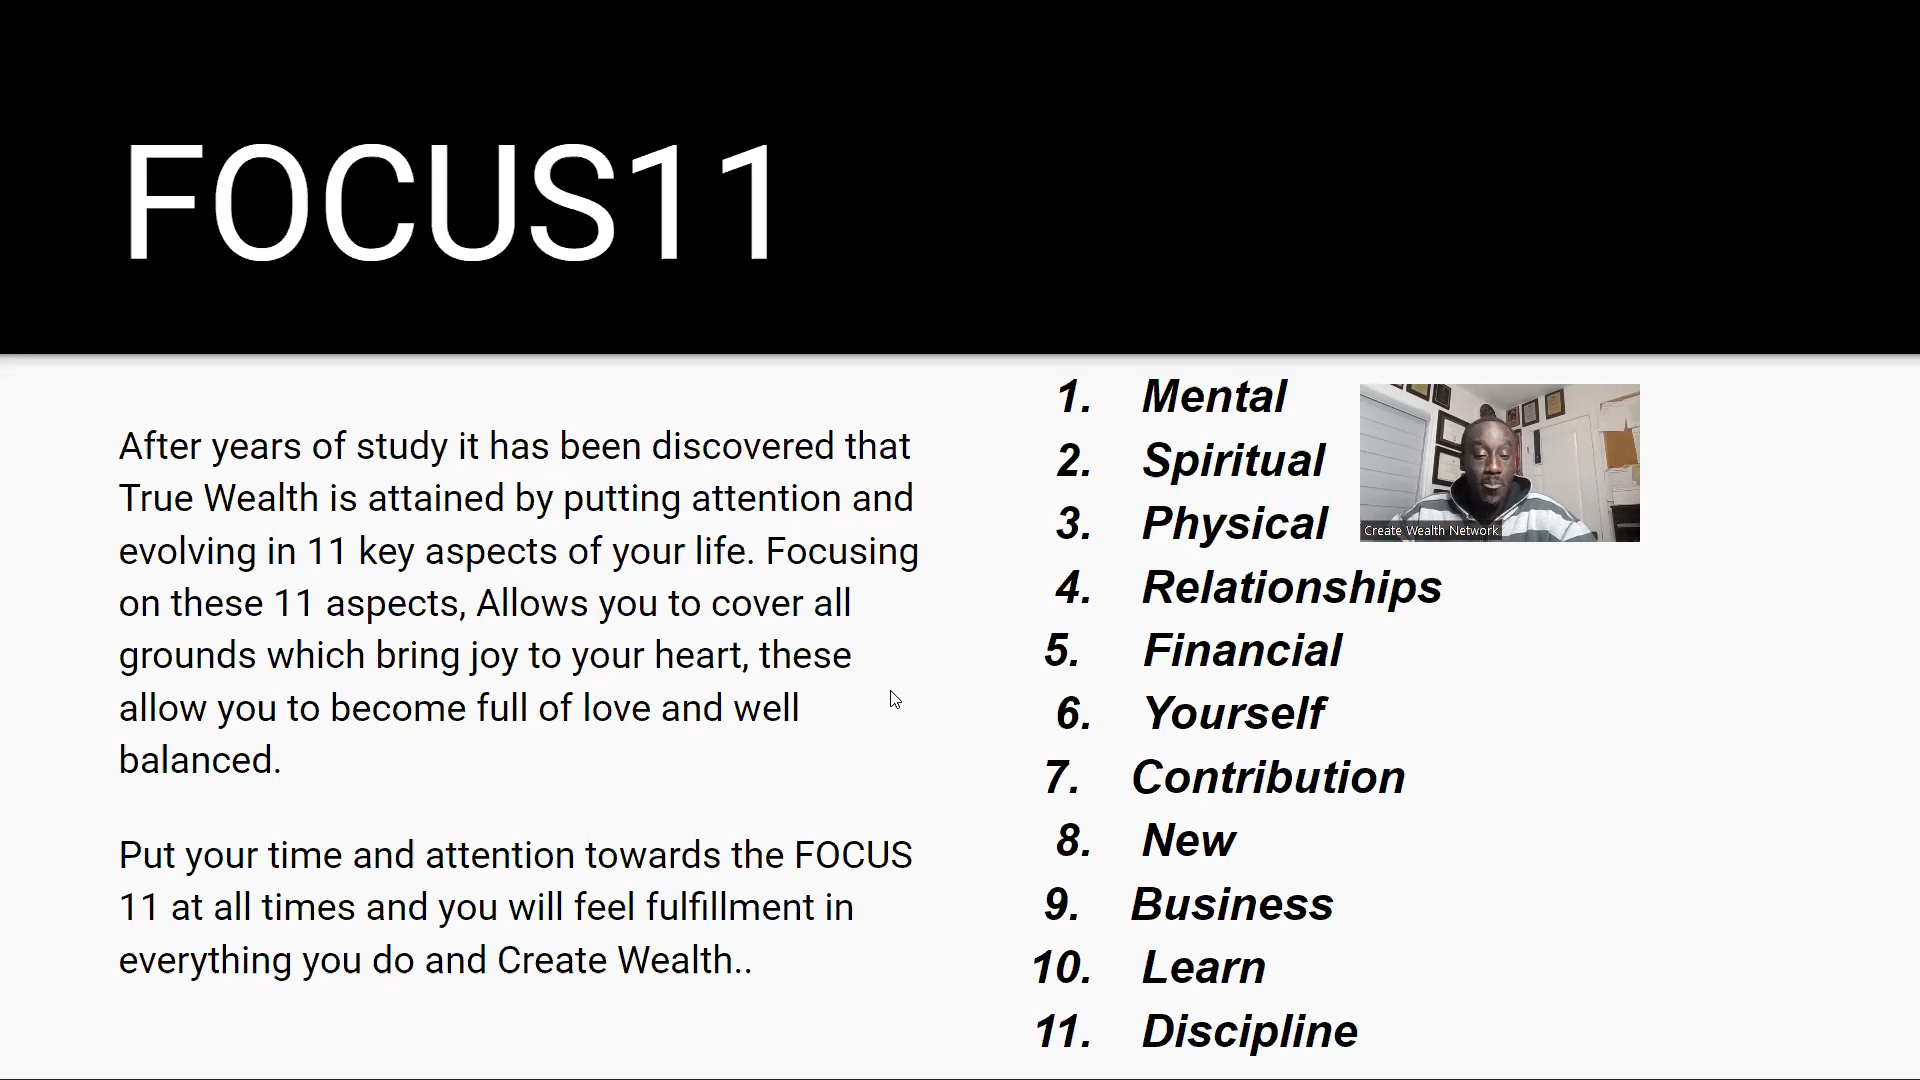 FOCUS11
After years of study it has been discovered that
True Wealth is attained by putting attention and
evolving in 11 key aspects of your life. Focusing
on these 11 aspects, Allows you to cover all
grounds which bring joy to your heart, these
allow you to become full of love and well
balanced.
Put your time and attention towards the FOCUS
11 at all times and you will feel fulfillment in
everything you do and Create Wealth..
1. Mental
2. Spiritual
3. Physical
4. Relationships
5. Financial
6. Yourself
7. Contribution
8. New
9. Business
10. Learn
11. Discipline
Create Wealth Network